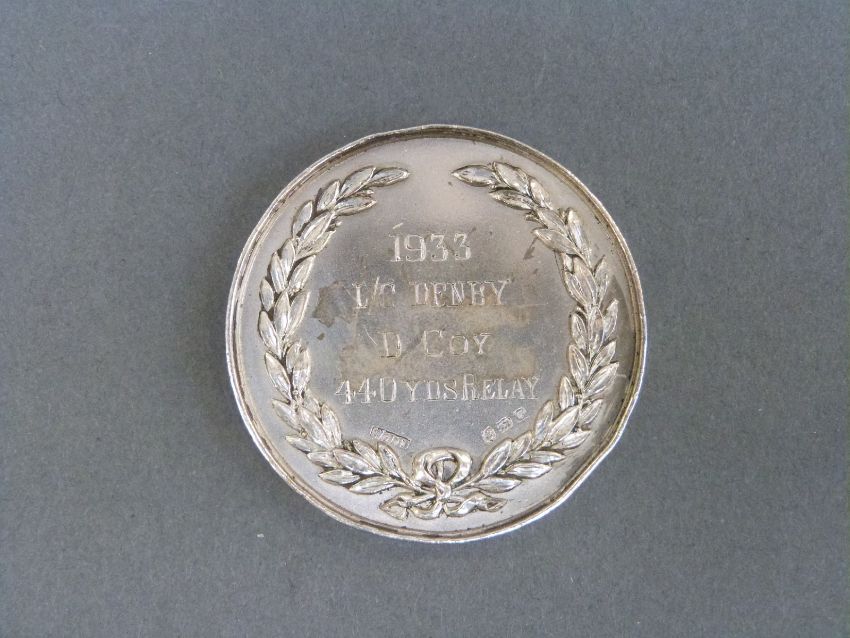 1933
L/C DENBY
D COY
440 YDS RELAY